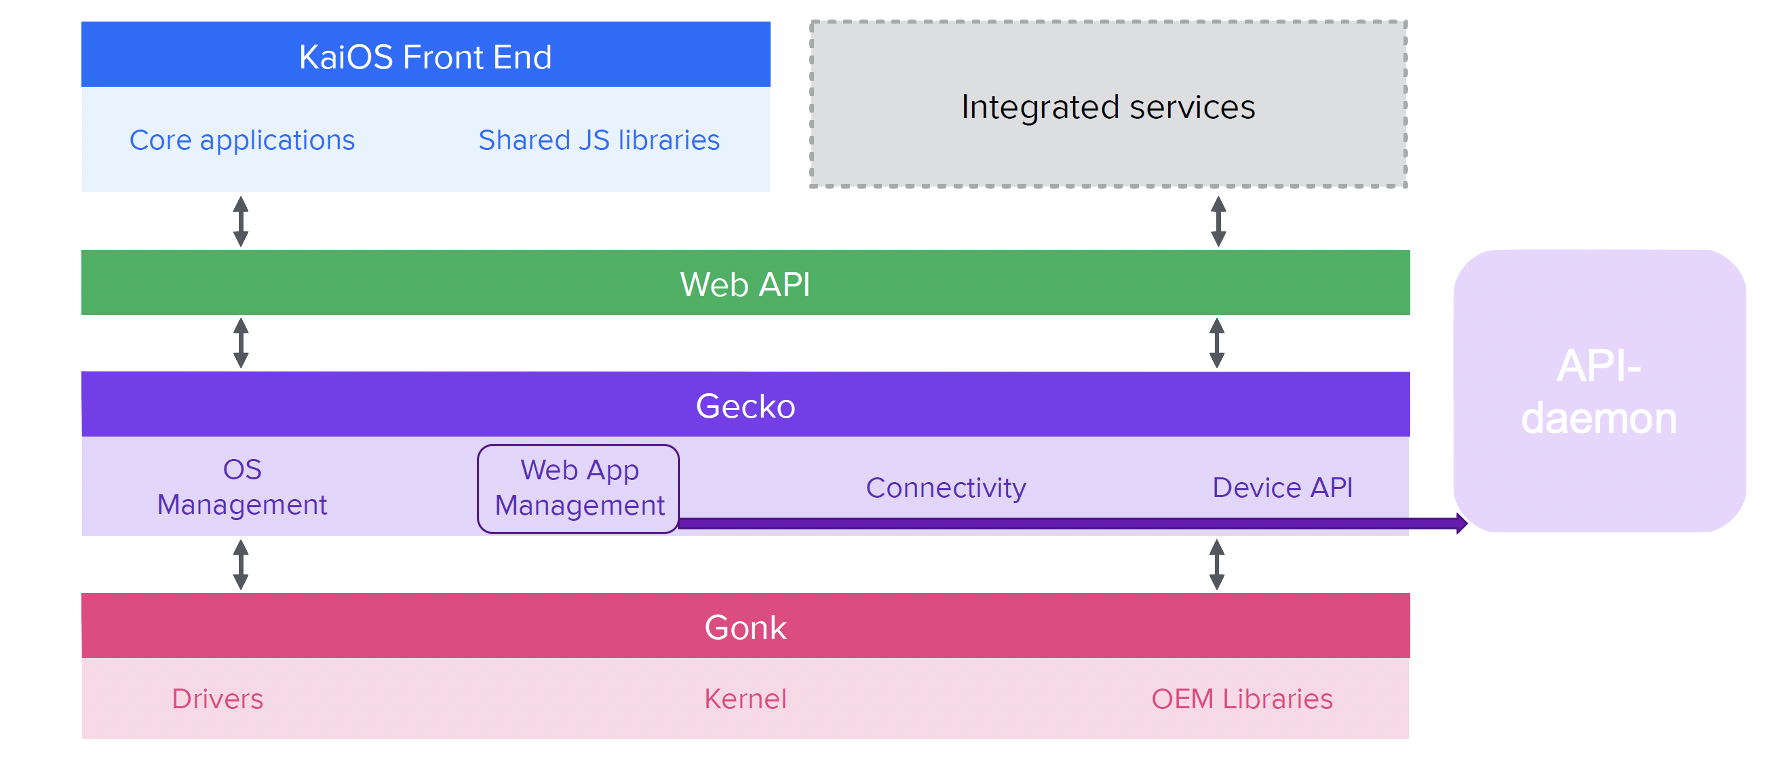 KaiOS Front End
Core applications
Shared JS libraries
Integrated services
Web API
Gecko
OS
Management
Web App
Management
Connectivity
Device API
API-
daemon
Gonk
Drivers
Kernel
OEM Libraries